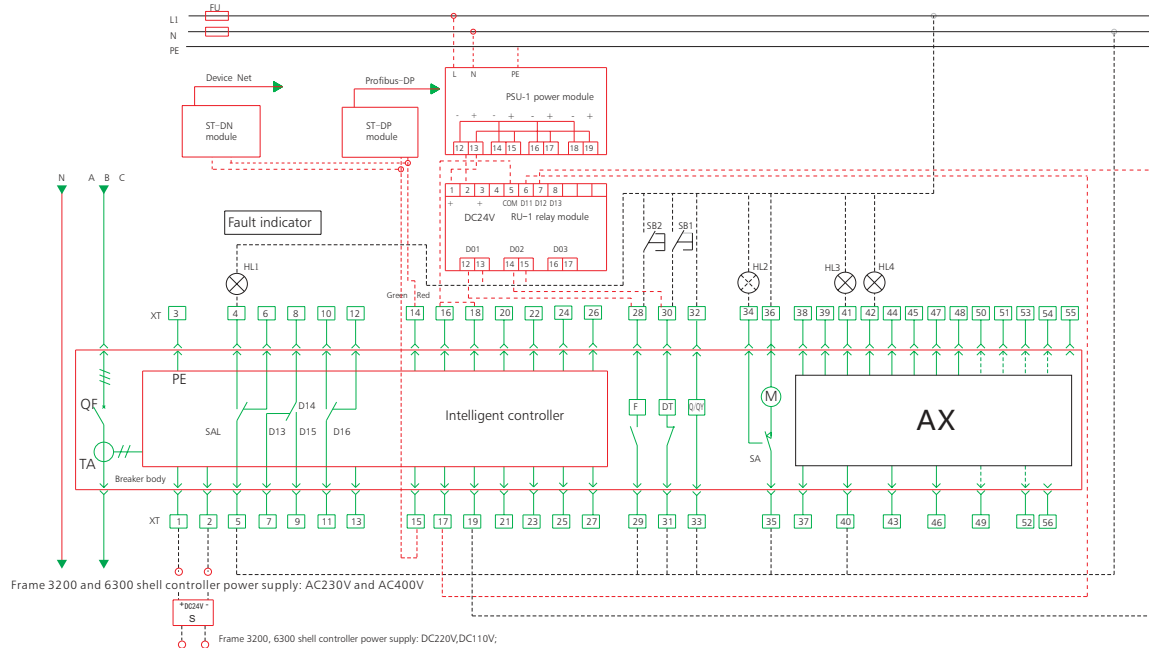 FU
L1
N
PE
Device Net
Profibus-DP
L N PE
PSU-1 power module
ST-DN
module
ST-DP
module
- + - + - + - +
12 13 14 15 16 17 18 19
N A B C
1 2 3 4 5 6 7 8
+ + COM D11 D12 D13
DC24V RU-1 relay module
Fault indicator
SB2 SB1
D01 D02 D03
12 13 14 15 16 17
HL1
HL2 HL3 HL4
Green Red
XT 3 4 6 8 10 12 14 16 18 20 22 24 26 28 30 32 34 36 38 39 41 42 44 45 47 48 50 51 53 54 55
PE
QF
D14
F DT Q/QY M
Intelligent controller
AX
SAL D13 D15 D16
SA
TA
Breaker body
XT 1 2 5 7 9 11 13 15 17 19 21 23 25 27 29 31 33 35 37 40 43 46 49 52 56
Frame 3200 and 6300 shell controller power supply: AC230V and AC400V
+ DC24V -
S
Frame 3200, 6300 shell controller power supply: DC220V,DC110V;